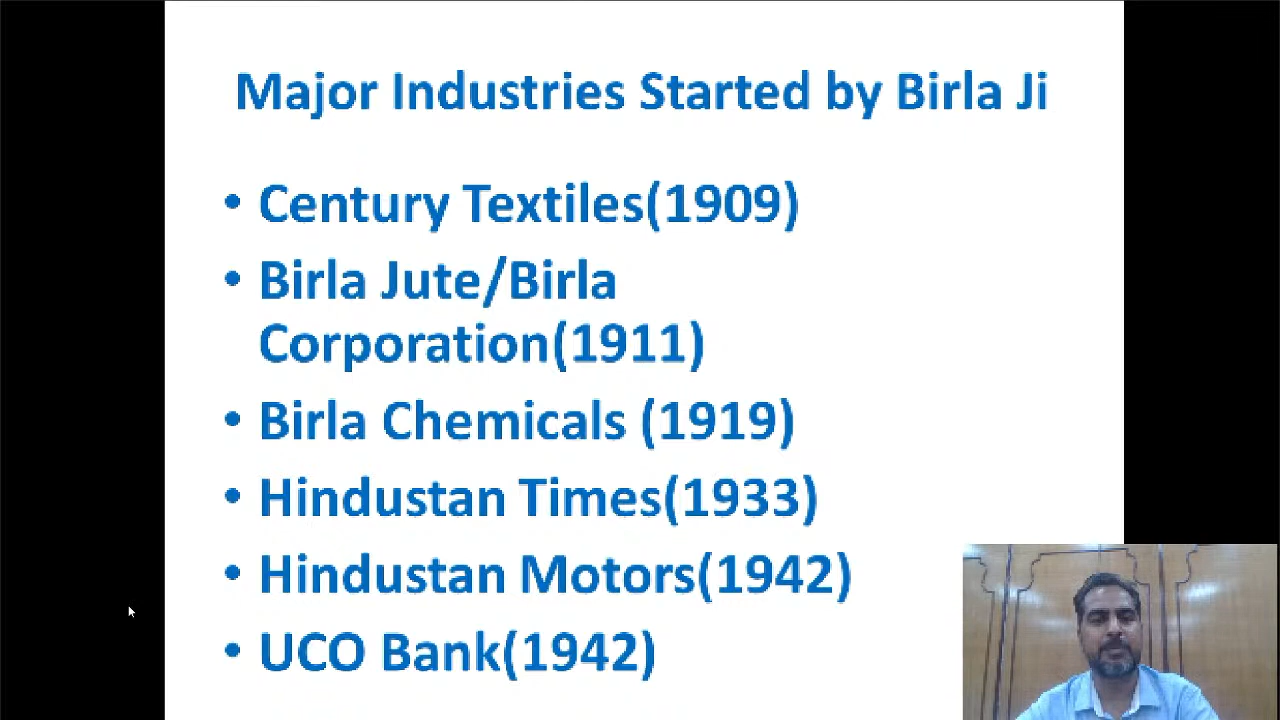 Major Industries Started by Birla Ji
• Century Textiles(1909)
• Birla Jute/Birla
Corporation(1911)
• Birla Chemicals (1919)
• Hindustan Times(1933)
• Hindustan Motors(1942)
• UCO Bank(1942)